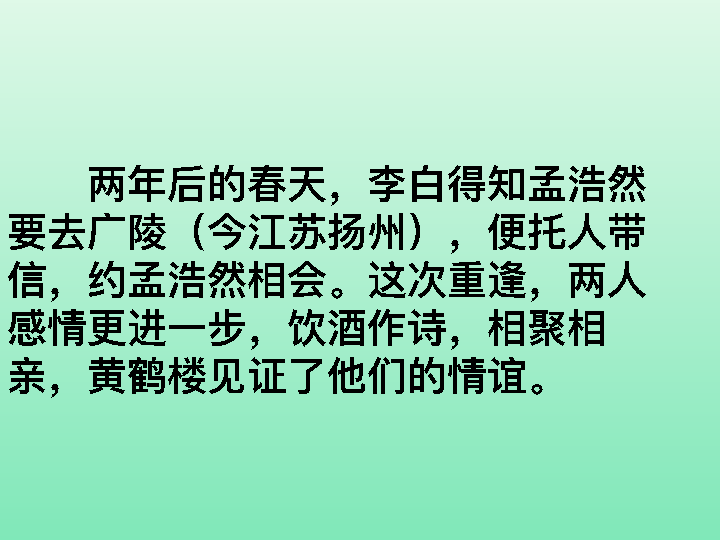 两年后的春天，李白得知孟浩然
要去广陵（今江苏扬州），便托人带
信，约孟浩然相会。这次重逢，两人
感情更进一步，饮酒作诗，相聚相
亲，黄鹤楼见证了他们的情谊。